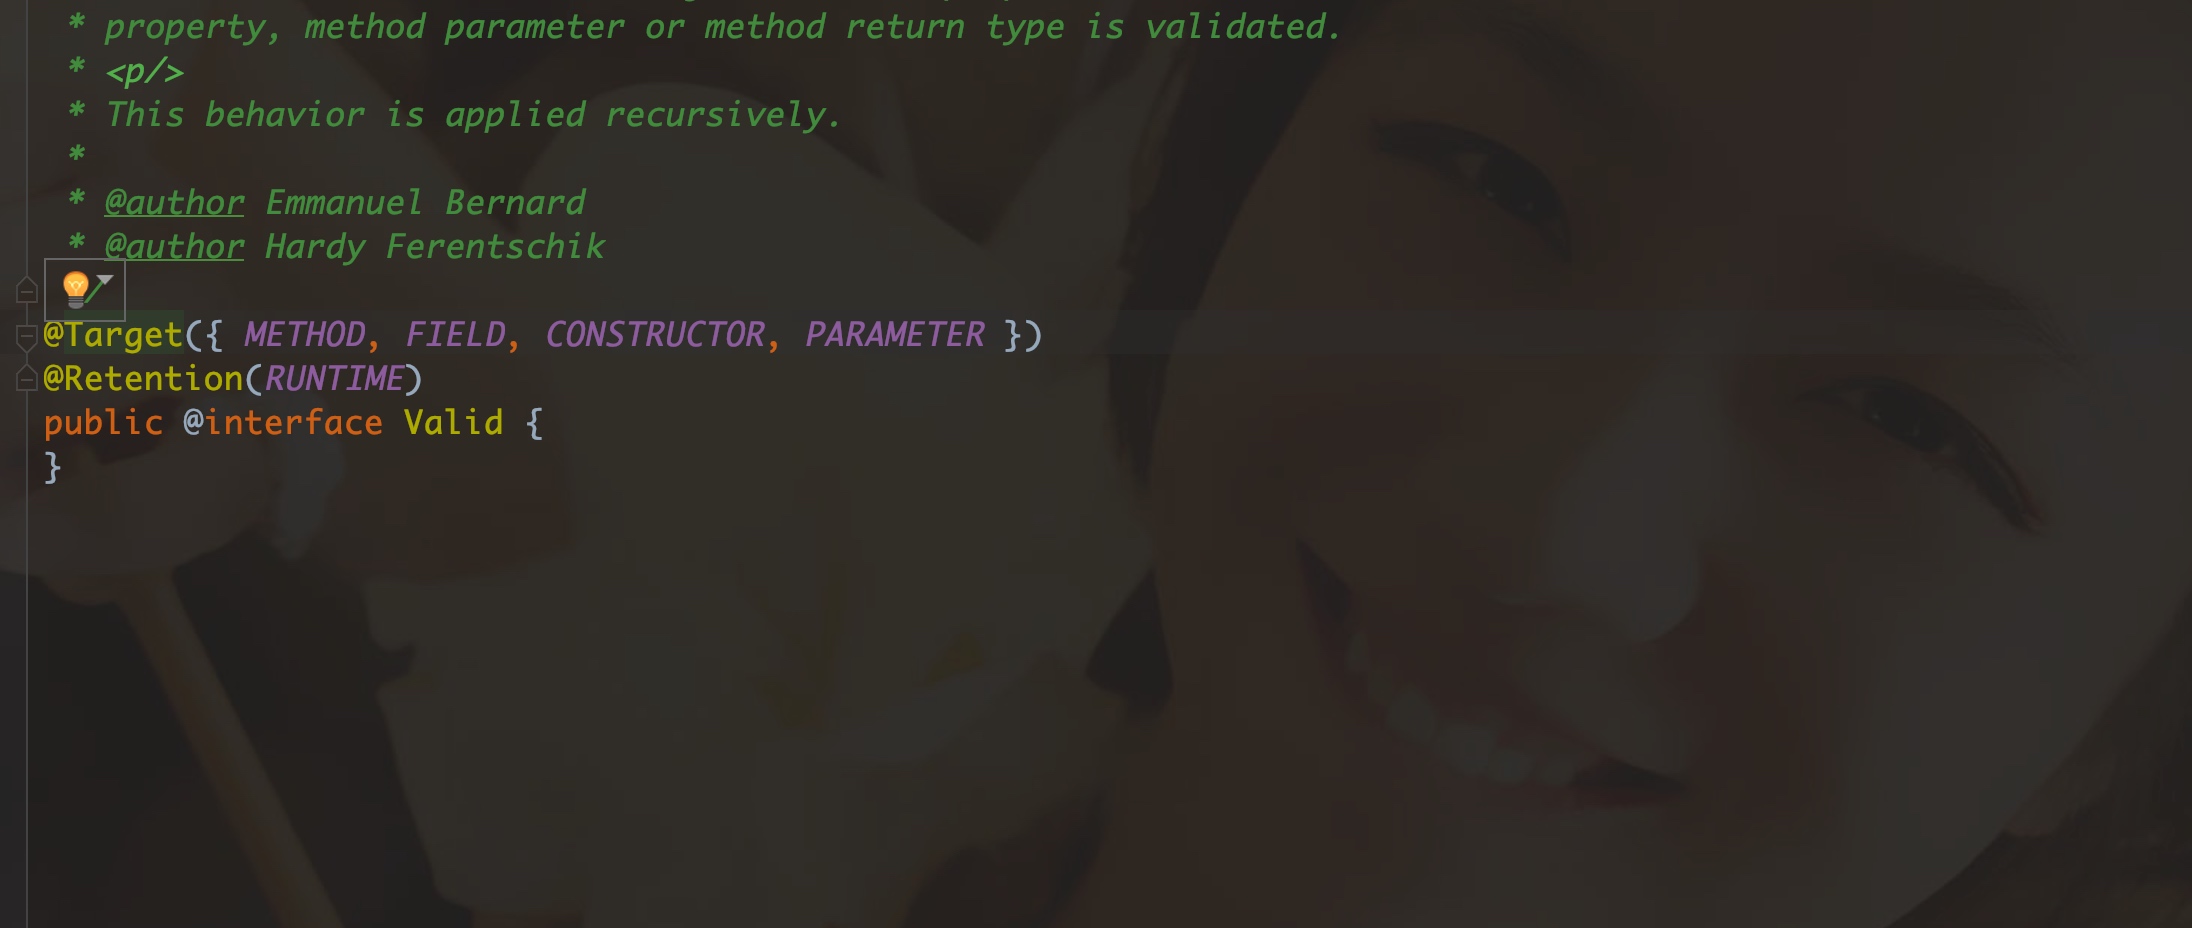 * property, method parameter or method return type is validated.
* <p/>
* This behavior is applied recursively.
*
* @author Emmanuel Bernard
* @author Hardy Ferentschik
@Target({ METHOD, FIELD, CONSTRUCTOR, PARAMETER })
@Retention(RUNTIME)
public @interface Valid {
}